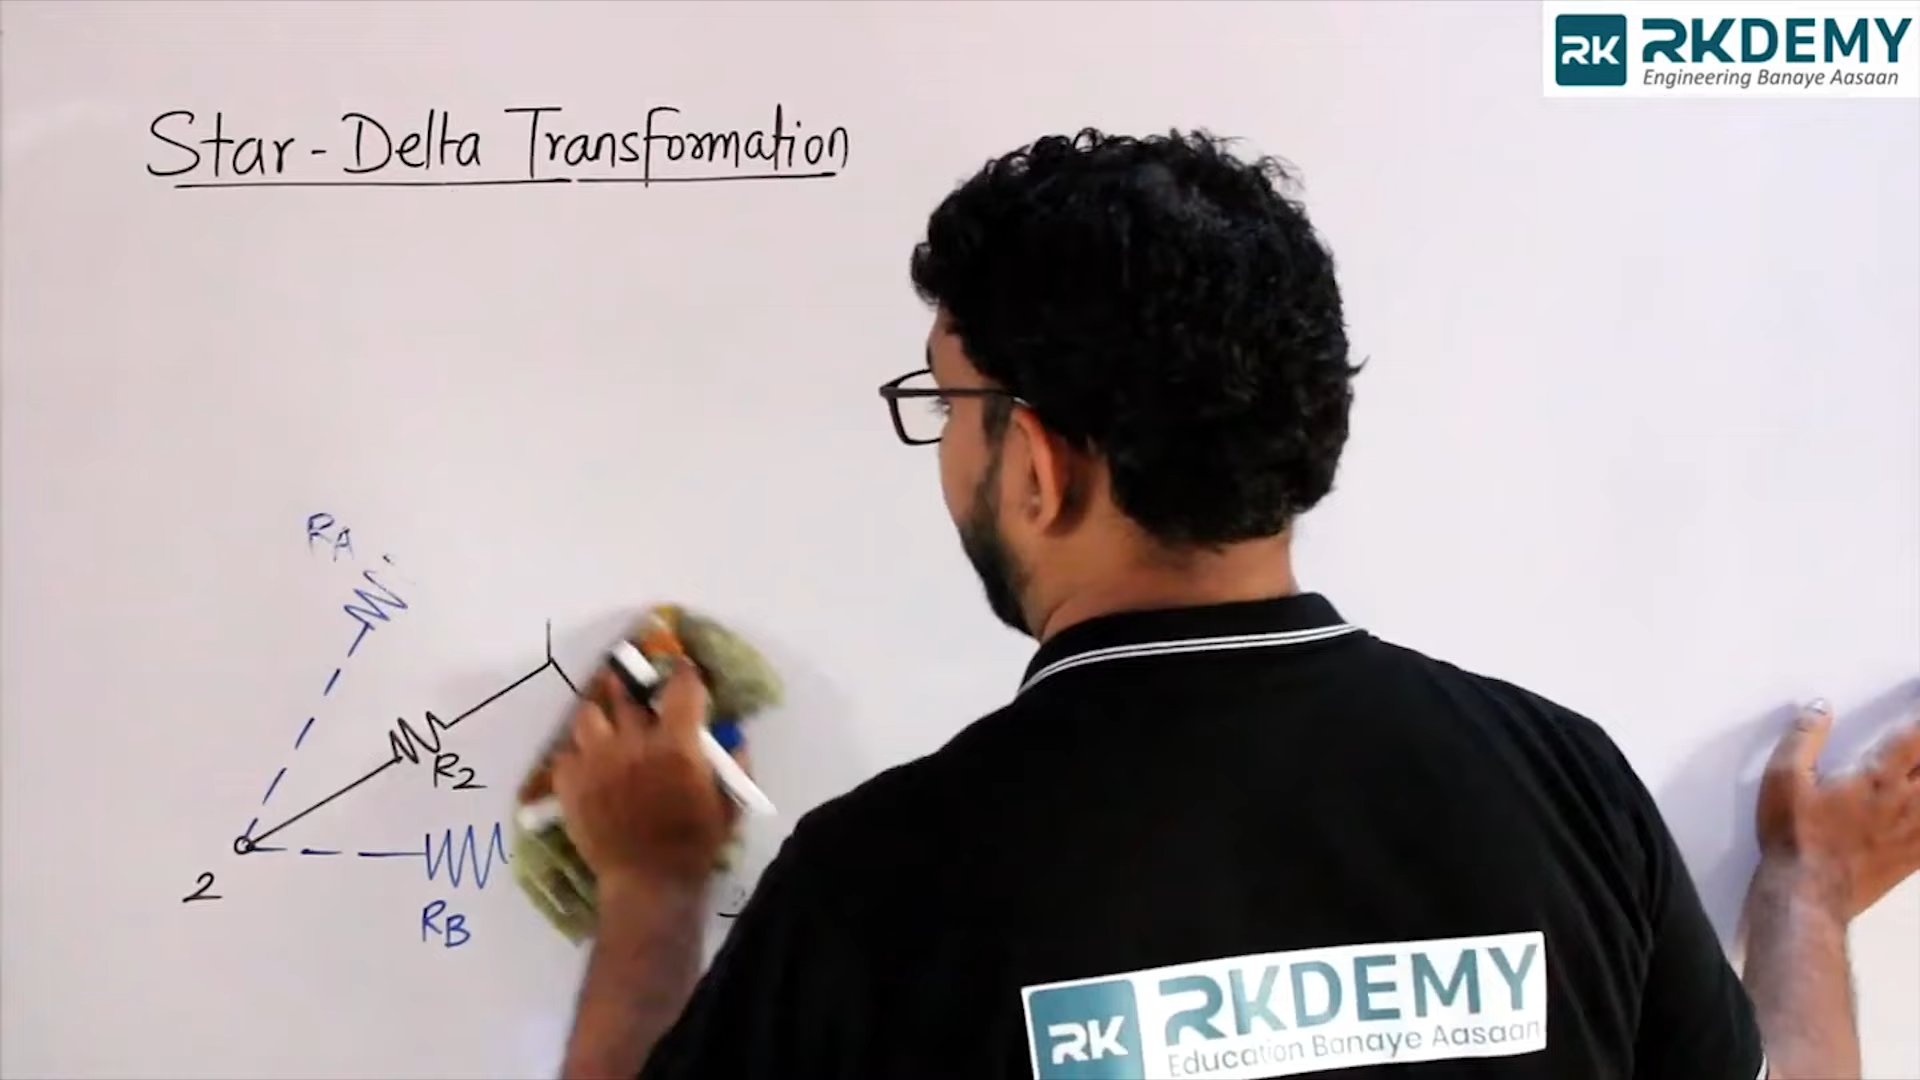 RK RKDEMY
Engineering Banaye Aasaan
Star-Delta Transformation
RA
R2
2
RB
RK RKDEMY
Education Banaye Aasaan